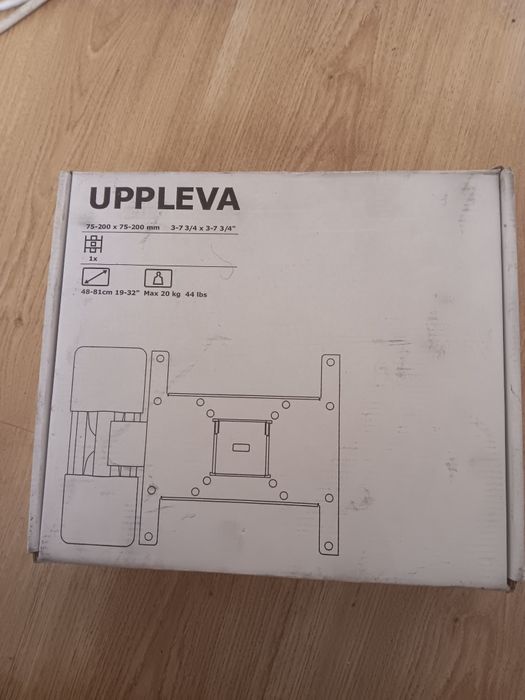 UPPLEVA
75-200 x 75-200 mm 3-7 3/4 x 3-7 3/4"
1x
48-81cm 19-32" Max 20 kg 44 lbs